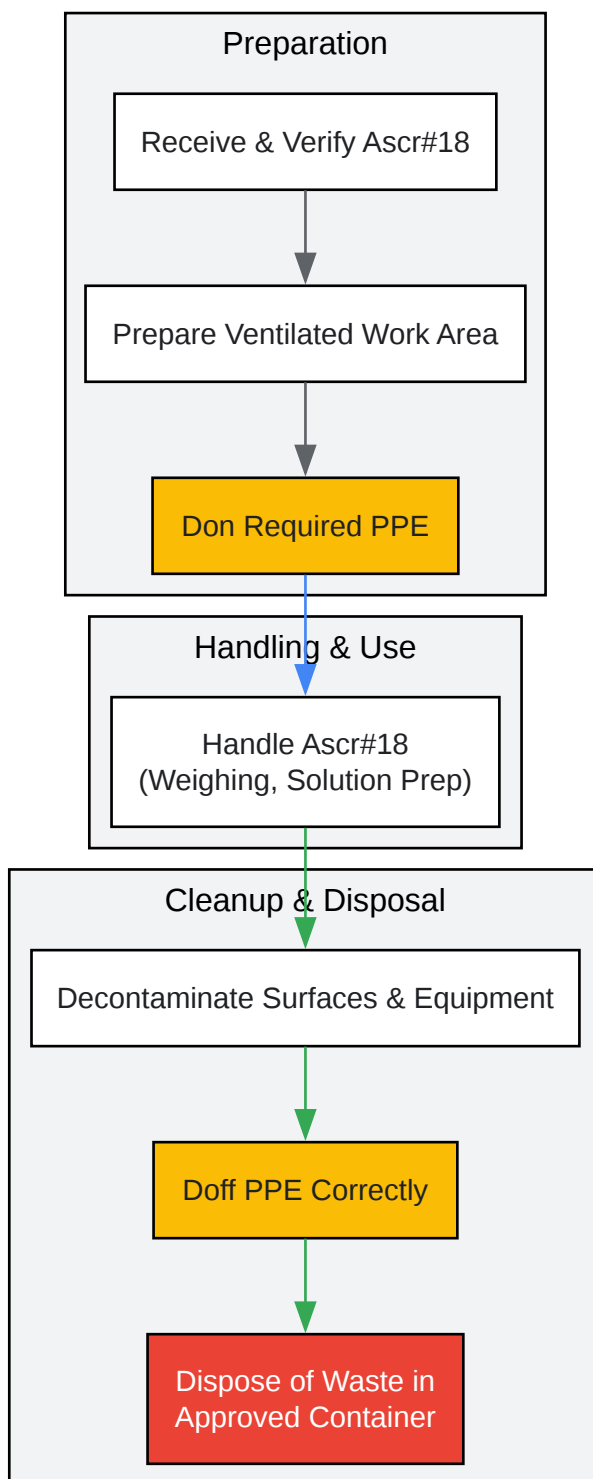 Preparation
Receive & Verify Ascr#18
Prepare Ventilated Work Area
Don Required PPE
Handling & Use
Handle Ascr#18
(Weighing, Solution Prep)
Cleanup & Disposal
Decontaminate Surfaces & Equipment
Doff PPE Correctly
Dispose of Waste in
Approved Container